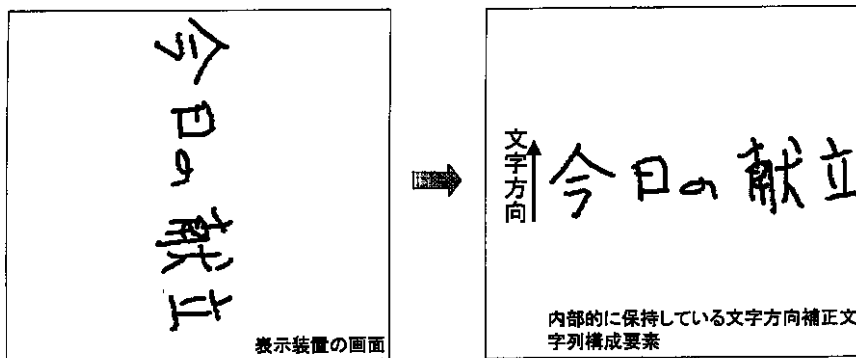 今日の献立
表示装置の画面
文字方向
今日の献立
内部的に保持している文字方向補正文
字列構成要素